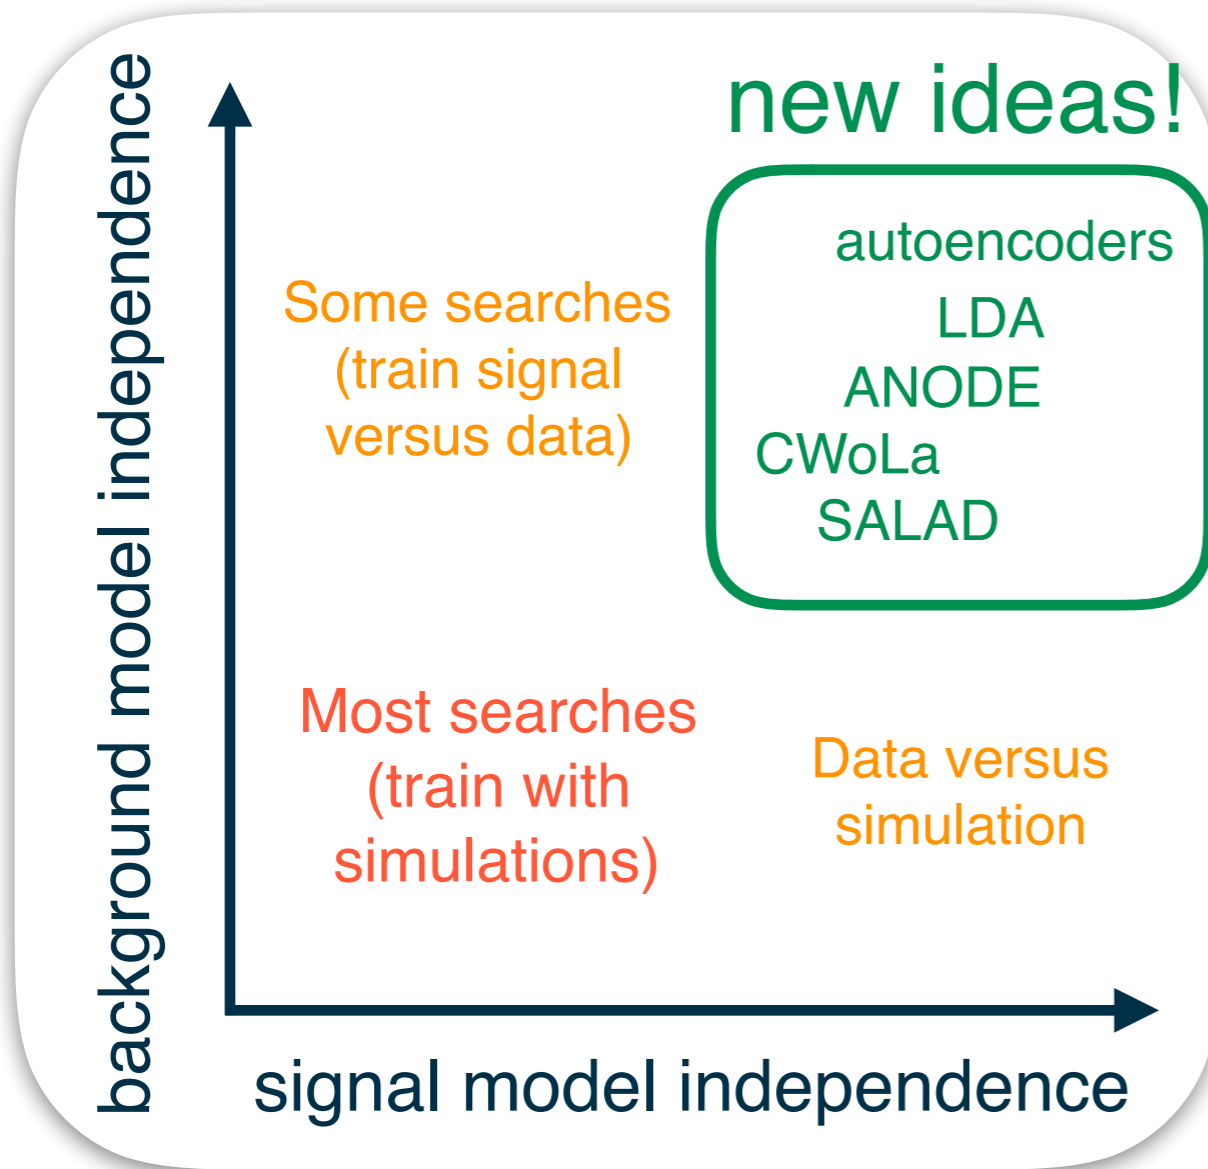 background model independence
new ideas!
autoencoders
LDA
ANODE
CWoLa
SALAD
Some searches
(train signal
versus data)
Most searches
(train with
simulations)
Data versus
simulation
signal model independence